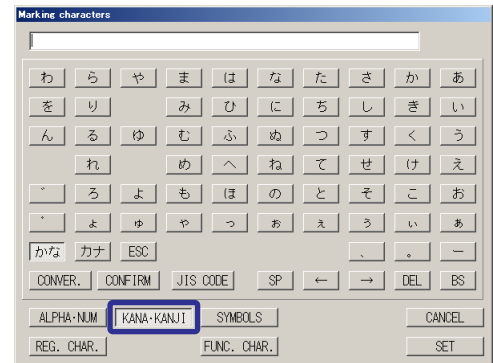 Marking characters
わ ら や ま は な た さ か あ
を り み ひ に ち し き い
ん る ゆ む ふ ぬ つ す く う
れ め へ ね て せ け え
゛ ろ よ も ほ の と そ こ お
゜ ょ ゅ ゃ っ ぉ ぇ ぅ ぃ ぁ
かな カナ ESC 、 。 ー
CONVER. CONFIRM JIS CODE SP ← → DEL BS
ALPHA・NUM KANA・KANJI SYMBOLS CANCEL
REG. CHAR. FUNC. CHAR. SET